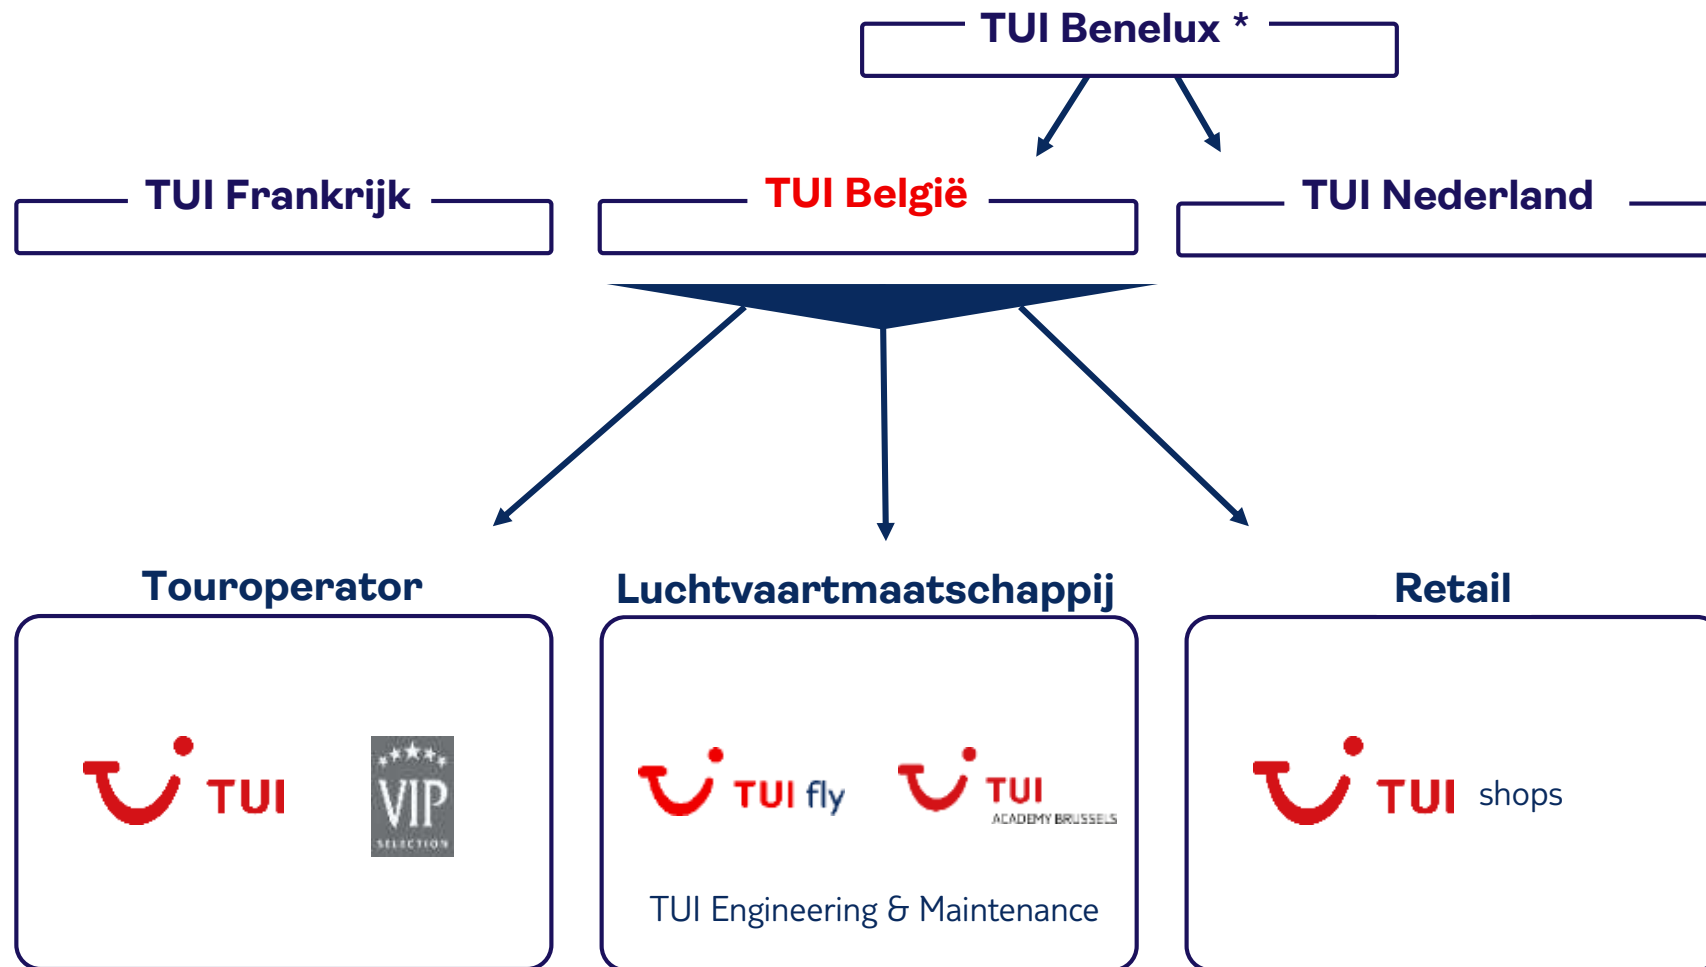 TUI Benelux *
TUI Frankrijk
TUI België
TUI Nederland
Touroperator
Luchtvaartmaatschappij
Retail
TUI
VIP
SELECTION
TUI fly
TUI
ACADEMY BRUSSELS
TUI shops
TUI Engineering & Maintenance